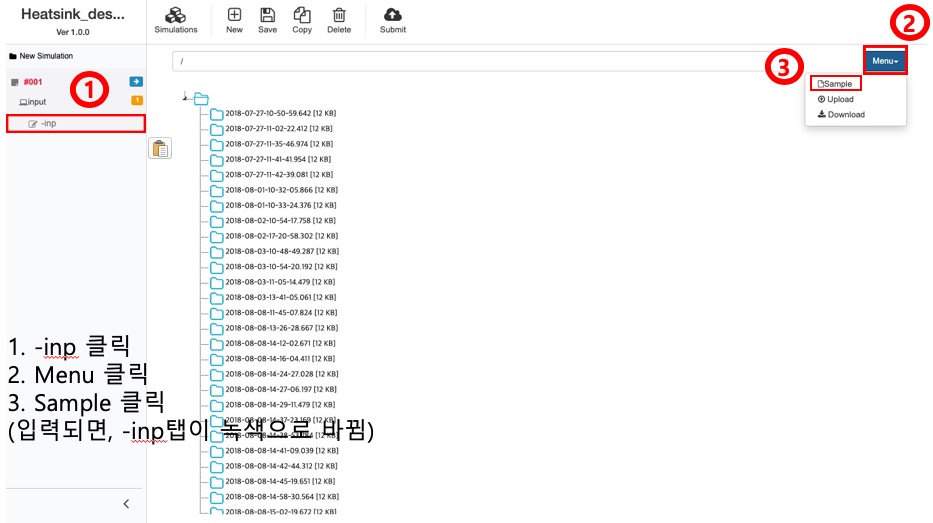 Heatsink_des...
Ver 1.0.0
Simulations
New
Save
Copy
Delete
Submit
2
New Simulation
/
Menu
#001
1
3
Sample
input
1
Upload
-inp
Download
2018-07-27-10-50-59.642 [12 KB]
2018-07-27-11-02-22.412 [12 KB]
2018-07-27-11-35-46.974 [12 KB]
2018-07-27-11-41-41.954 [12 KB]
2018-07-27-11-42-39.081 [12 KB]
2018-08-01-10-32-05.866 [12 KB]
2018-08-01-10-33-24.376 [12 KB]
2018-08-02-10-54-17.758 [12 KB]
2018-08-02-17-20-58.302 [12 KB]
2018-08-03-10-48-49.287 [12 KB]
2018-08-03-10-54-20.192 [12 KB]
2018-08-03-11-05-14.479 [12 KB]
2018-08-03-13-41-05.061 [12 KB]
2018-08-08-11-45-07.824 [12 KB]
2018-08-08-13-26-28.667 [12 KB]
2018-08-08-14-12-02.671 [12 KB]
2018-08-08-14-16-04.411 [12 KB]
2018-08-08-14-24-27.028 [12 KB]
2018-08-08-14-27-06.197 [12 KB]
2018-08-08-14-29-11.479 [12 KB]
2018-08-08-14-41-09.039 [12 KB]
2018-08-08-14-42-44.312 [12 KB]
2018-08-08-14-45-19.651 [12 KB]
2018-08-08-14-58-30.564 [12 KB]
2018-08-08-15-02-19.672 [12 KB]
1. -inp 클릭
2. Menu 클릭
3. Sample 클릭
(입력되면, -inp탭이 녹색으로 바뀜)